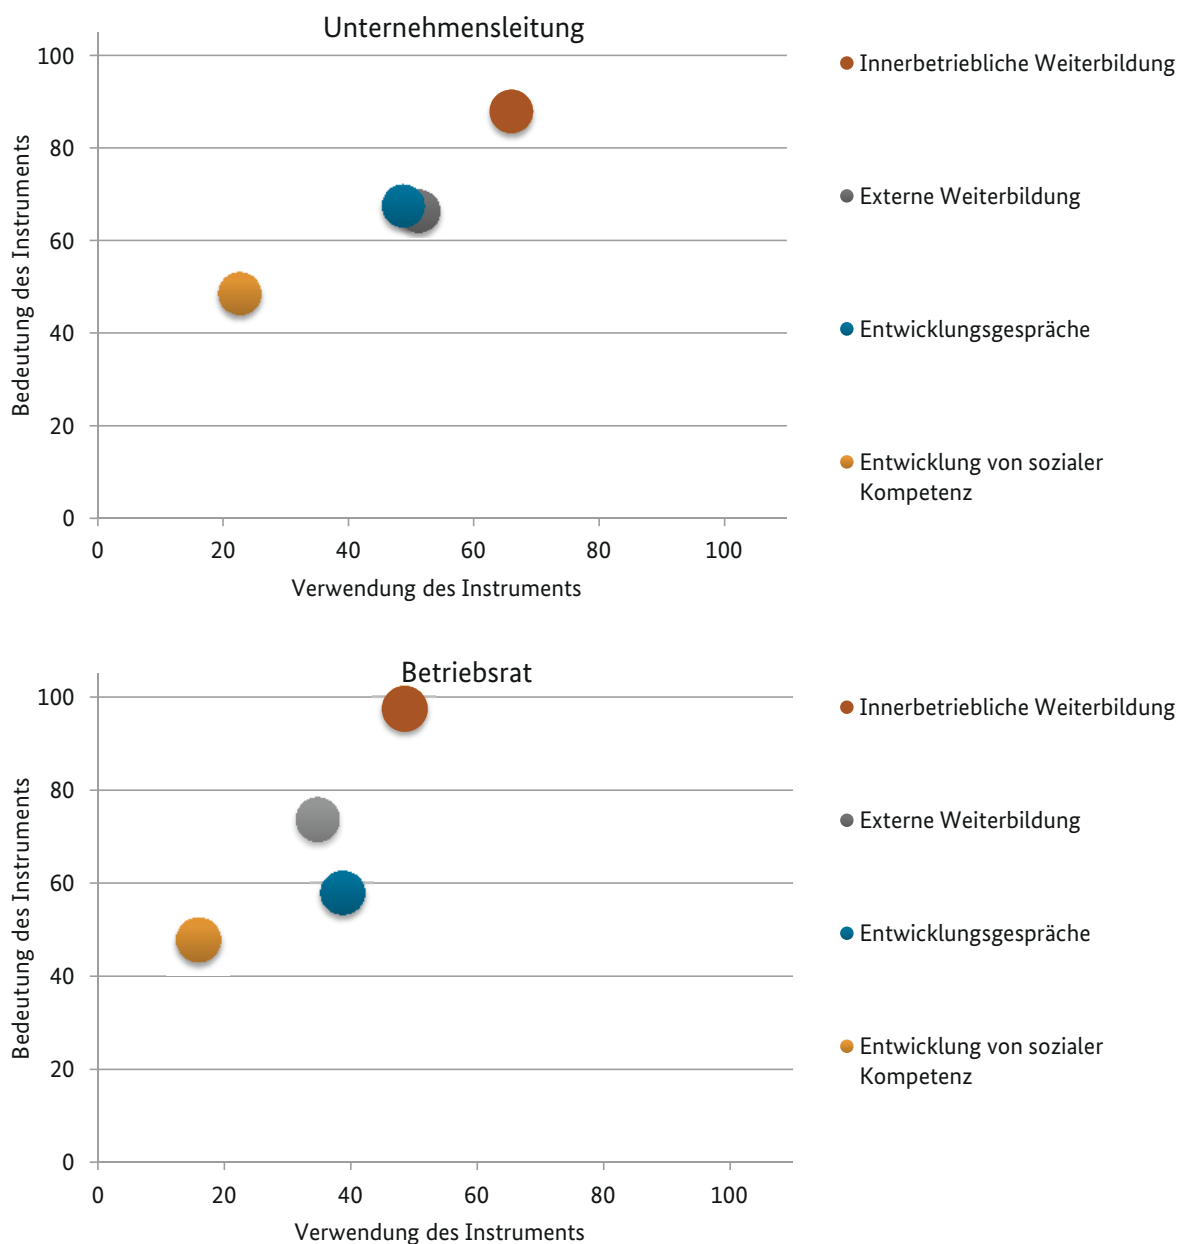 Unternehmensleitung
Bedeutung des Instruments
100
80
60
40
20
0
0 20 40 60 80 100
Verwendung des Instruments
Innerbetriebliche Weiterbildung
Externe Weiterbildung
Entwicklungsgespräche
Entwicklung von sozialer
Kompetenz
Betriebsrat
Bedeutung des Instruments
100
80
60
40
20
0
0 20 40 60 80 100
Verwendung des Instruments
Innerbetriebliche Weiterbildung
Externe Weiterbildung
Entwicklungsgespräche
Entwicklung von sozialer
Kompetenz